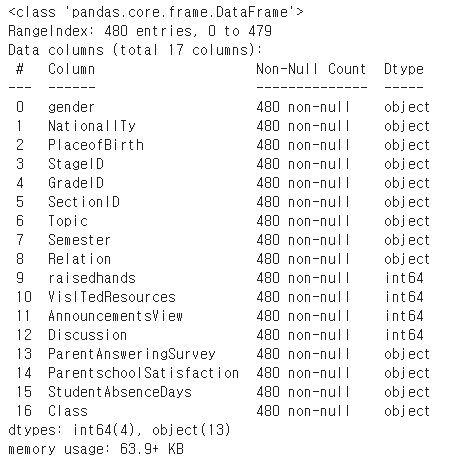 <class 'pandas.core.frame.DataFrame'>
RangeIndex: 480 entries, 0 to 479
Data columns (total 17 columns):
 #   Column                    Non-Null Count  Dtype
---  ------                    --------------  -----
 0   gender                    480 non-null    object
 1   NationalITy               480 non-null    object
 2   PlaceofBirth              480 non-null    object
 3   StageID                   480 non-null    object
 4   GradeID                   480 non-null    object
 5   SectionID                 480 non-null    object
 6   Topic                     480 non-null    object
 7   Semester                  480 non-null    object
 8   Relation                  480 non-null    object
 9   raisedhands               480 non-null    int64
 10  VisITedResources          480 non-null    int64
 11  AnnouncementsView         480 non-null    int64
 12  Discussion                480 non-null    int64
 13  ParentAnsweringSurvey     480 non-null    object
 14  ParentschoolSatisfaction  480 non-null    object
 15  StudentAbsenceDays        480 non-null    object
 16  Class                     480 non-null    object
dtypes: int64(4), object(13)
memory usage: 63.9+ KB